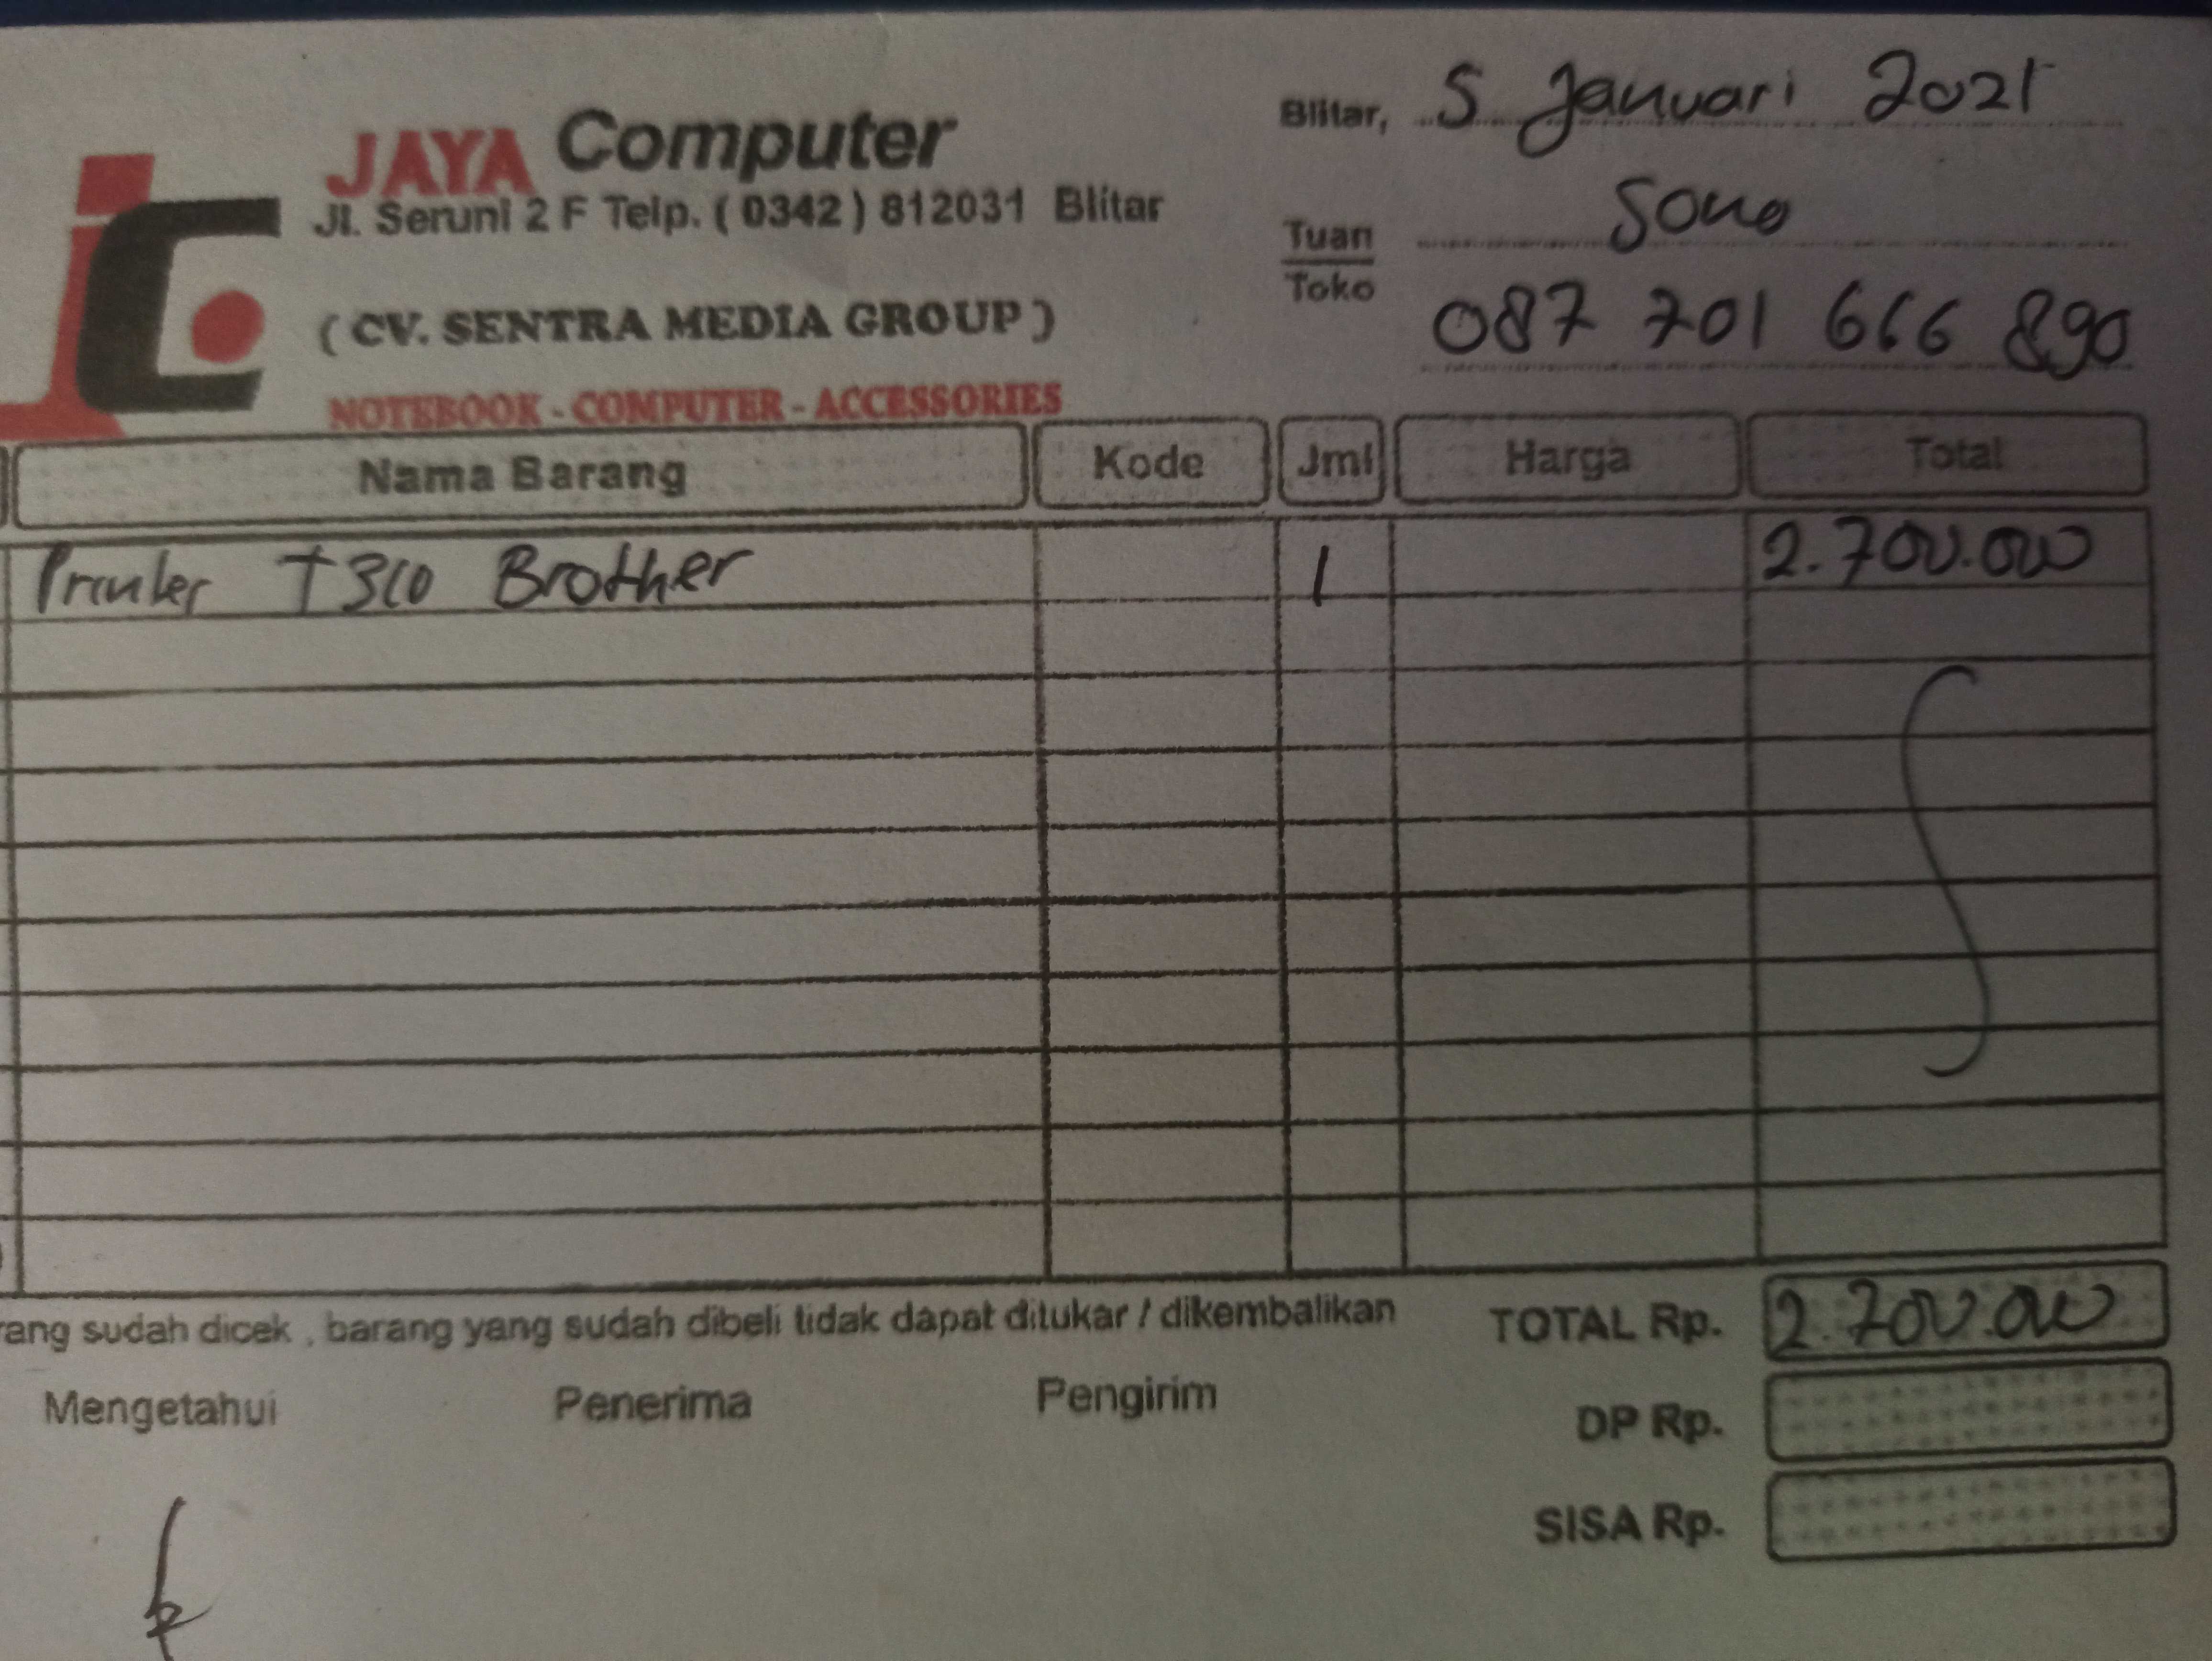 JAYA Computer
Jl. Seruni 2 F Telp. ( 0342 ) 812031 Blitar
( CV. SENTRA MEDIA GROUP )
NOTEBOOK - COMPUTER - ACCESSORIES
Blitar, 5 Januari 2021
Tuan Sono
Toko
087 701 666 890
Nama Barang Kode Jml Harga Total
Printer T310 Brother 1 2.700.000
rang sudah dicek , barang yang sudah dibeli tidak dapat ditukar / dikembalikan
TOTAL Rp. 2.700.000
Mengetahui Penerima Pengirim
DP Rp.
SISA Rp.